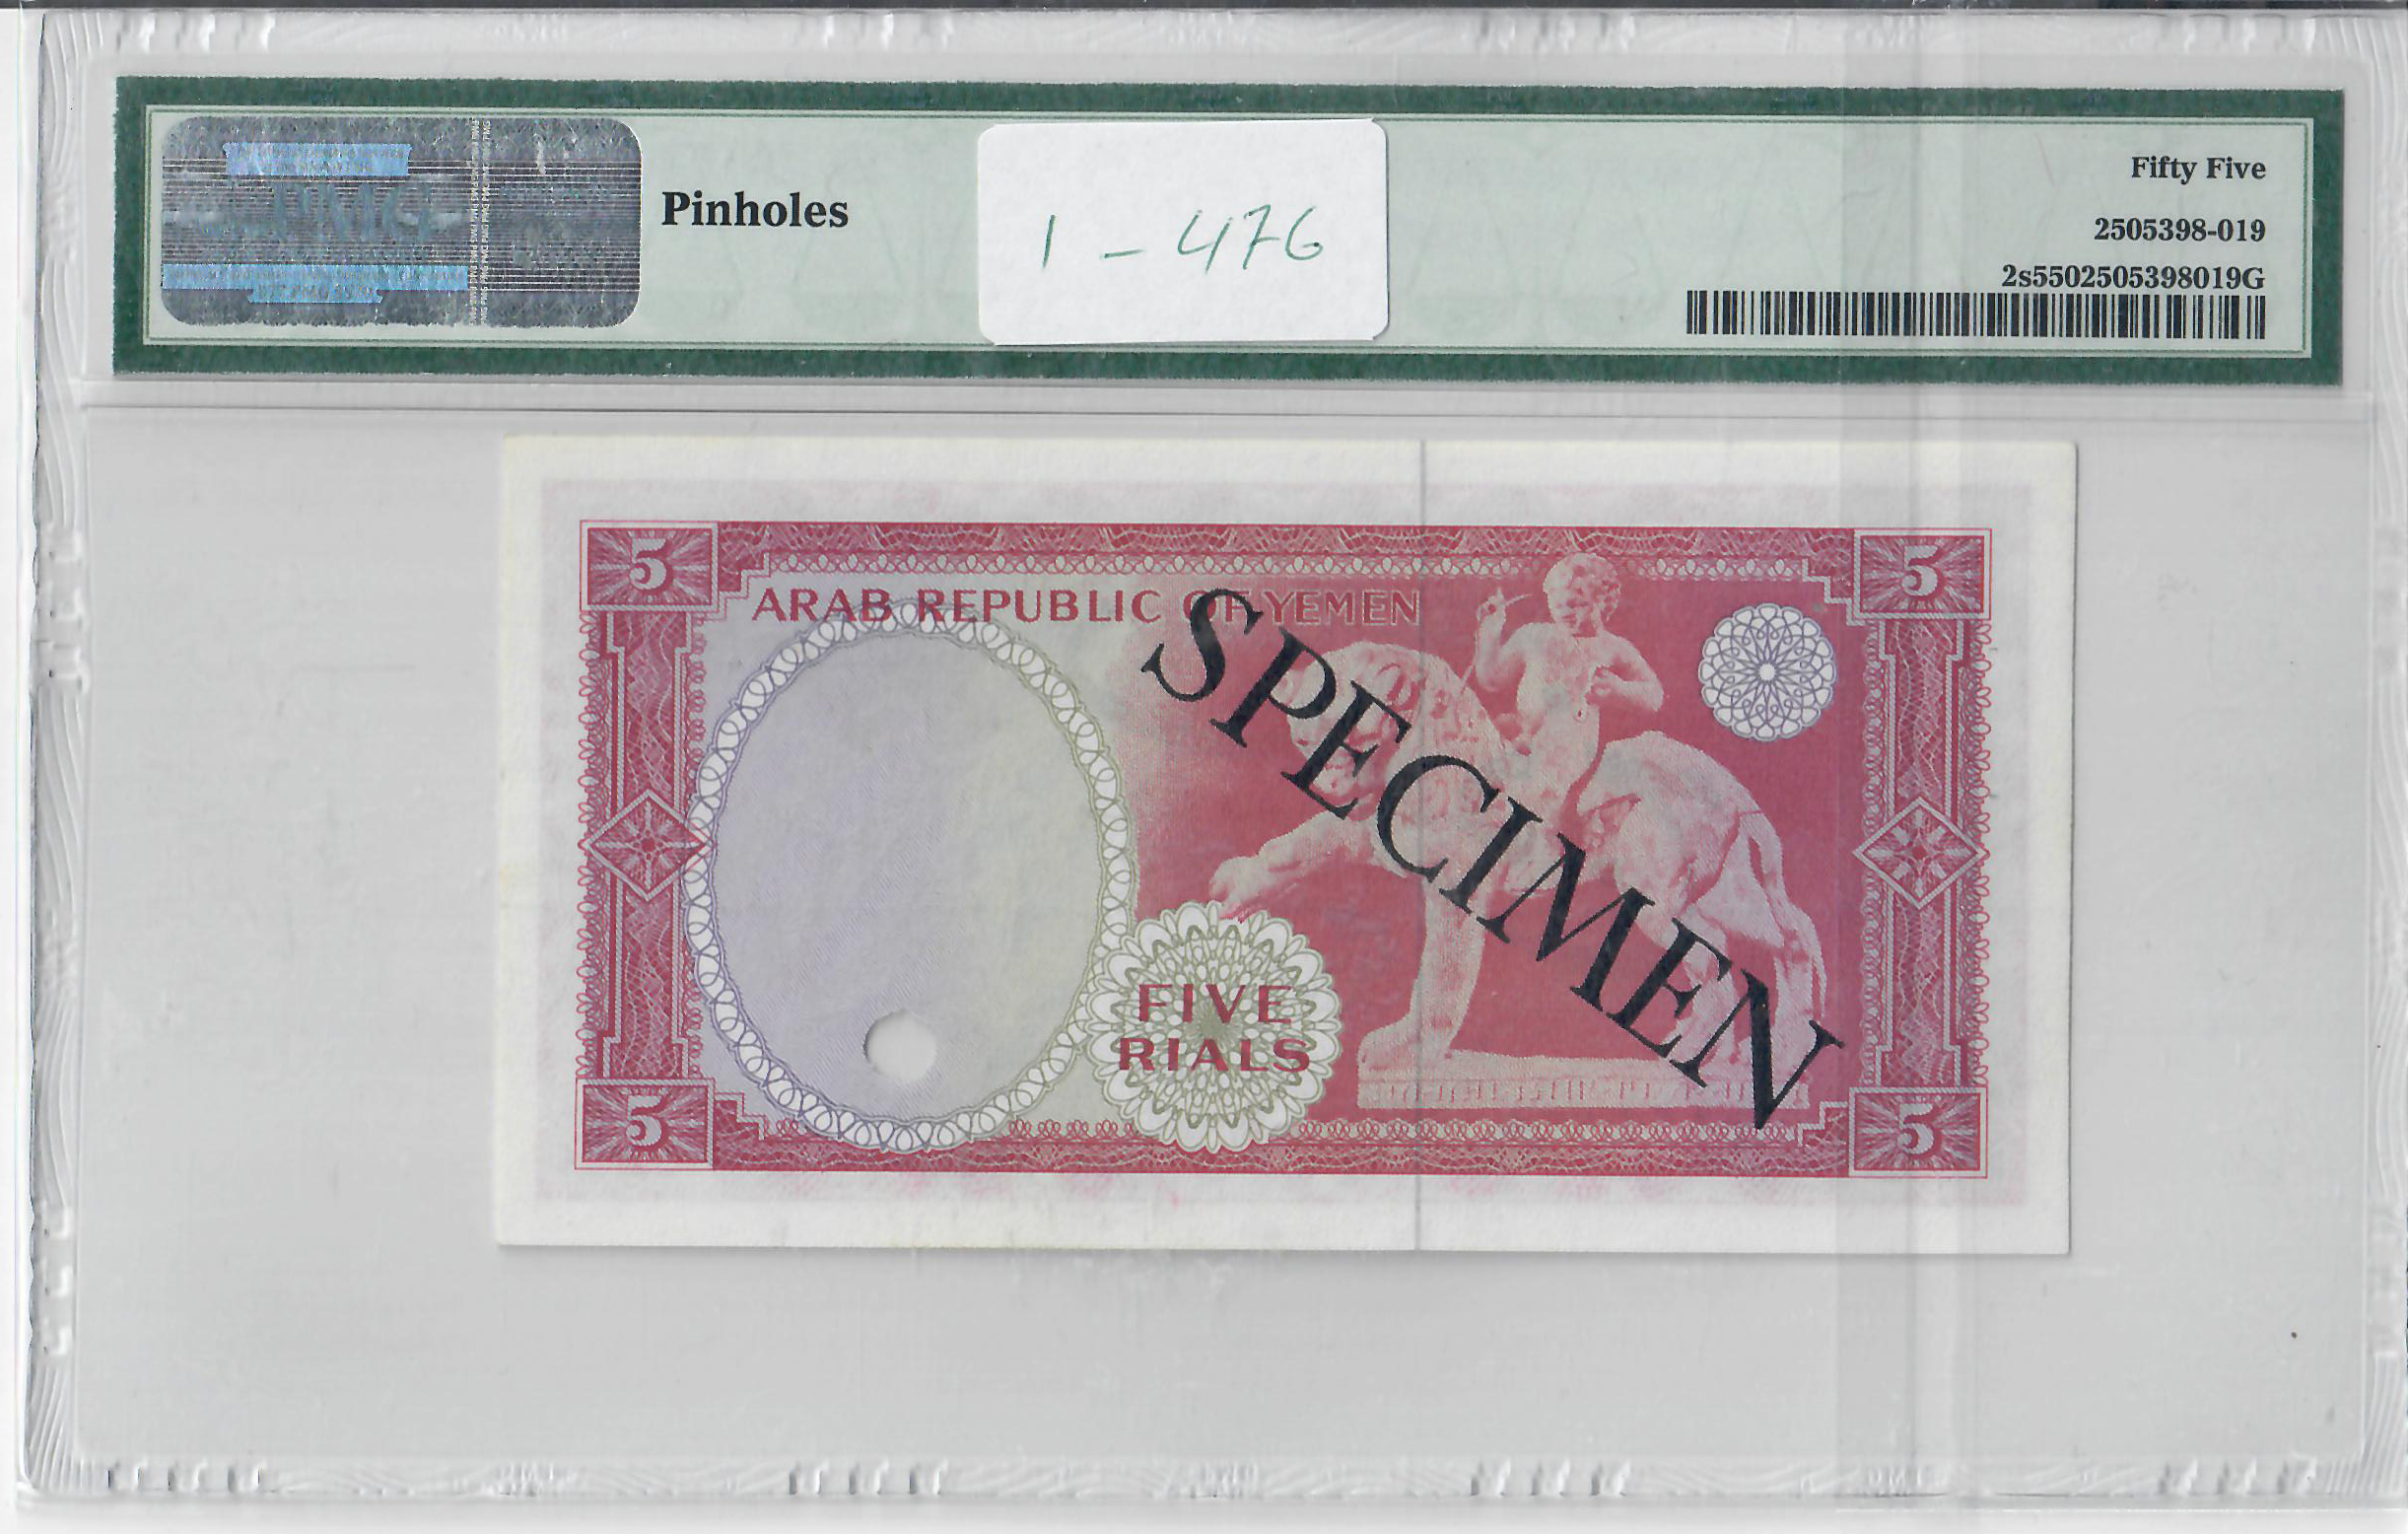 Pinholes
1 - 476
Fifty Five
2505398-019
2s5502505398019G
5
5
ARAB REPUBLIC OF YEMEN
SPECIMEN
FIVE
RIALS
5
5